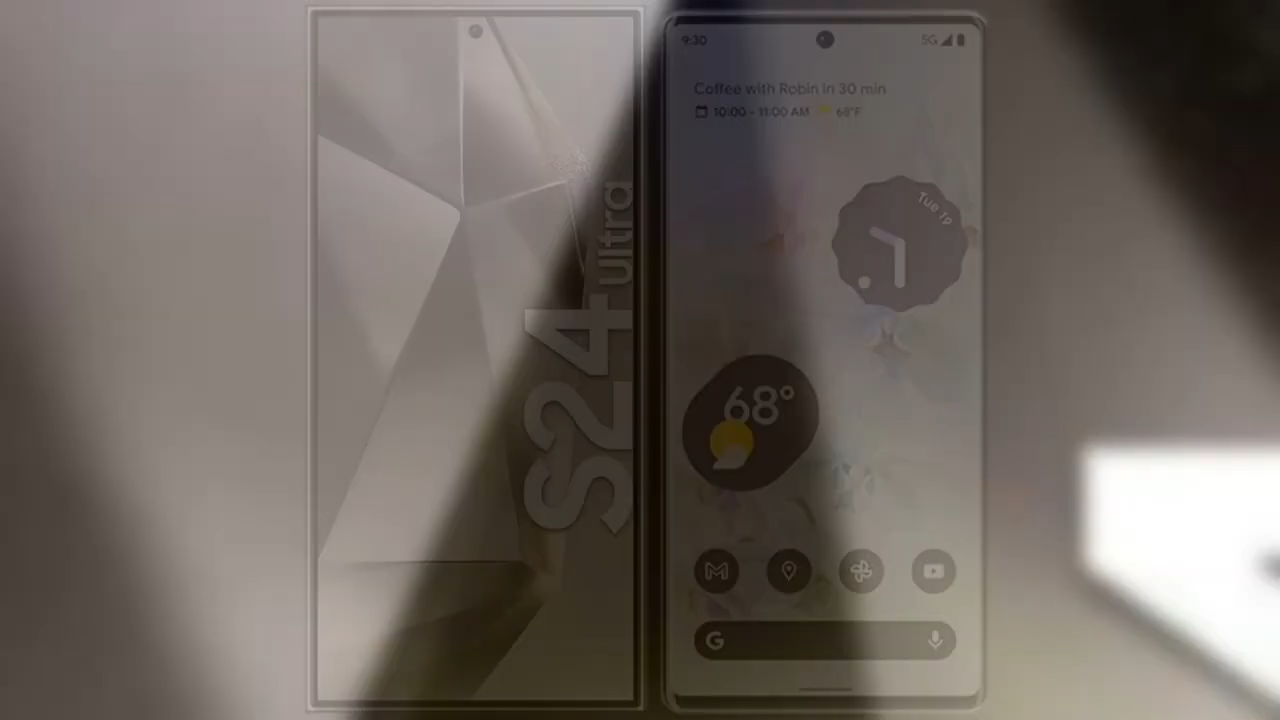 S24 Ultra
9:30
5G
Coffee with Robin in 30 min
10:00 - 11:00 AM 68°F
Tue 19
68°
G